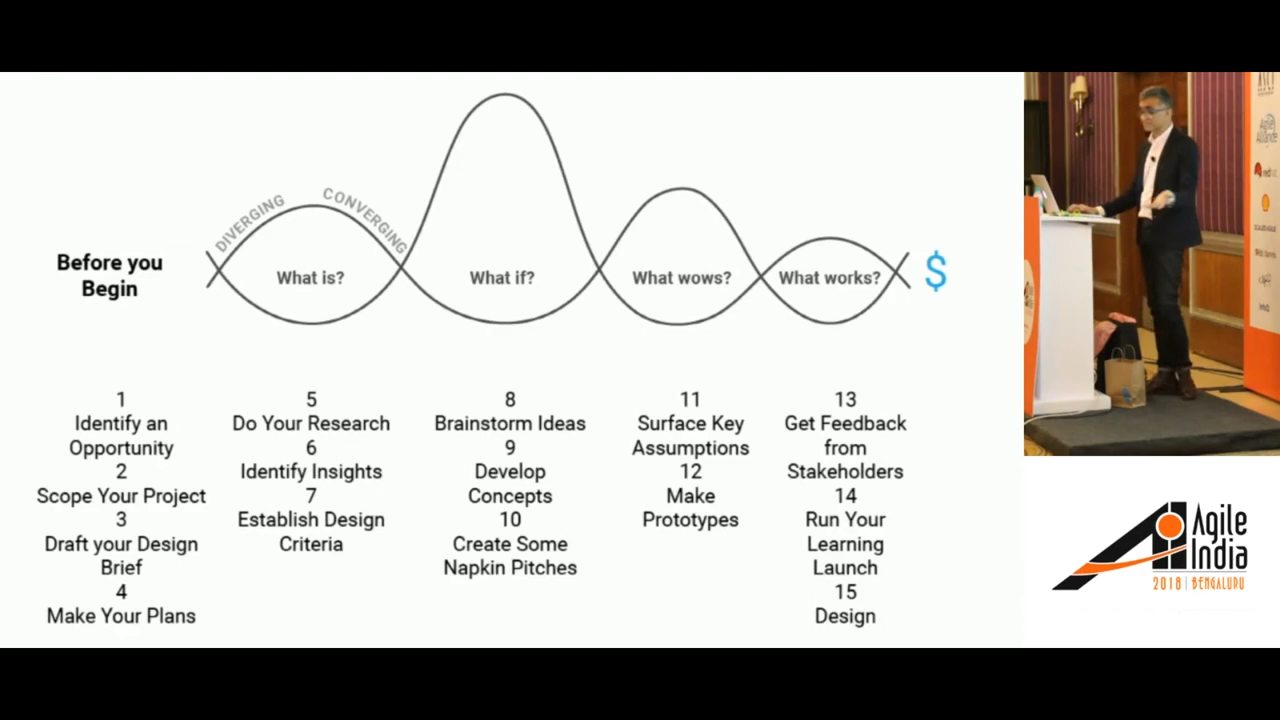 DIVERGING
CONVERGING
Before you
Begin
What is?
What if?
What wows?
What works?
$
1
Identify an
Opportunity
2
Scope Your Project
3
Draft your Design
Brief
4
Make Your Plans
5
Do Your Research
6
Identify Insights
7
Establish Design
Criteria
8
Brainstorm Ideas
9
Develop
Concepts
10
Create Some
Napkin Pitches
11
Surface Key
Assumptions
12
Make
Prototypes
13
Get Feedback
from
Stakeholders
14
Run Your
Learning
Launch
15
Design
Agile
Alliance
Agile
India
2018 | BENGALURU